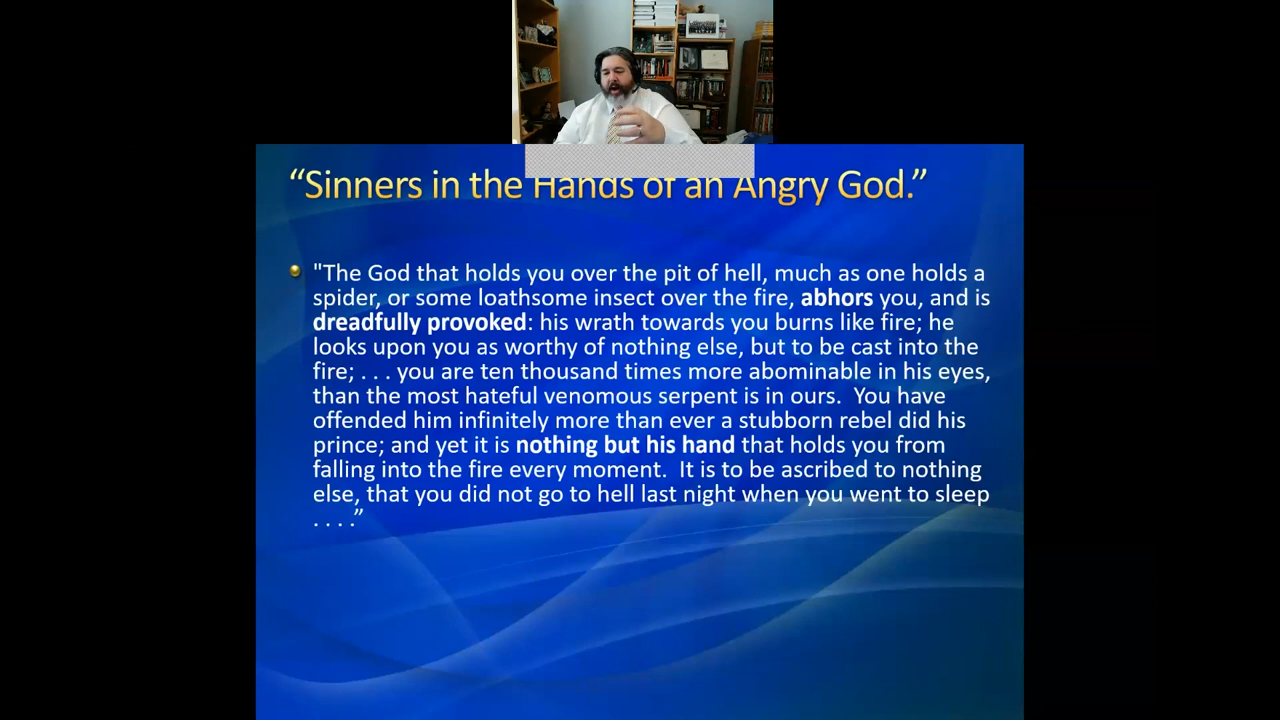 “Sinners in the Hands of an Angry God.”
"The God that holds you over the pit of hell, much as one holds a
spider, or some loathsome insect over the fire, abhors you, and is
dreadfully provoked: his wrath towards you burns like fire; he
looks upon you as worthy of nothing else, but to be cast into the
fire; . . . you are ten thousand times more abominable in his eyes,
than the most hateful venomous serpent is in ours.  You have
offended him infinitely more than ever a stubborn rebel did his
prince; and yet it is nothing but his hand that holds you from
falling into the fire every moment.  It is to be ascribed to nothing
else, that you did not go to hell last night when you went to sleep
. . . .”